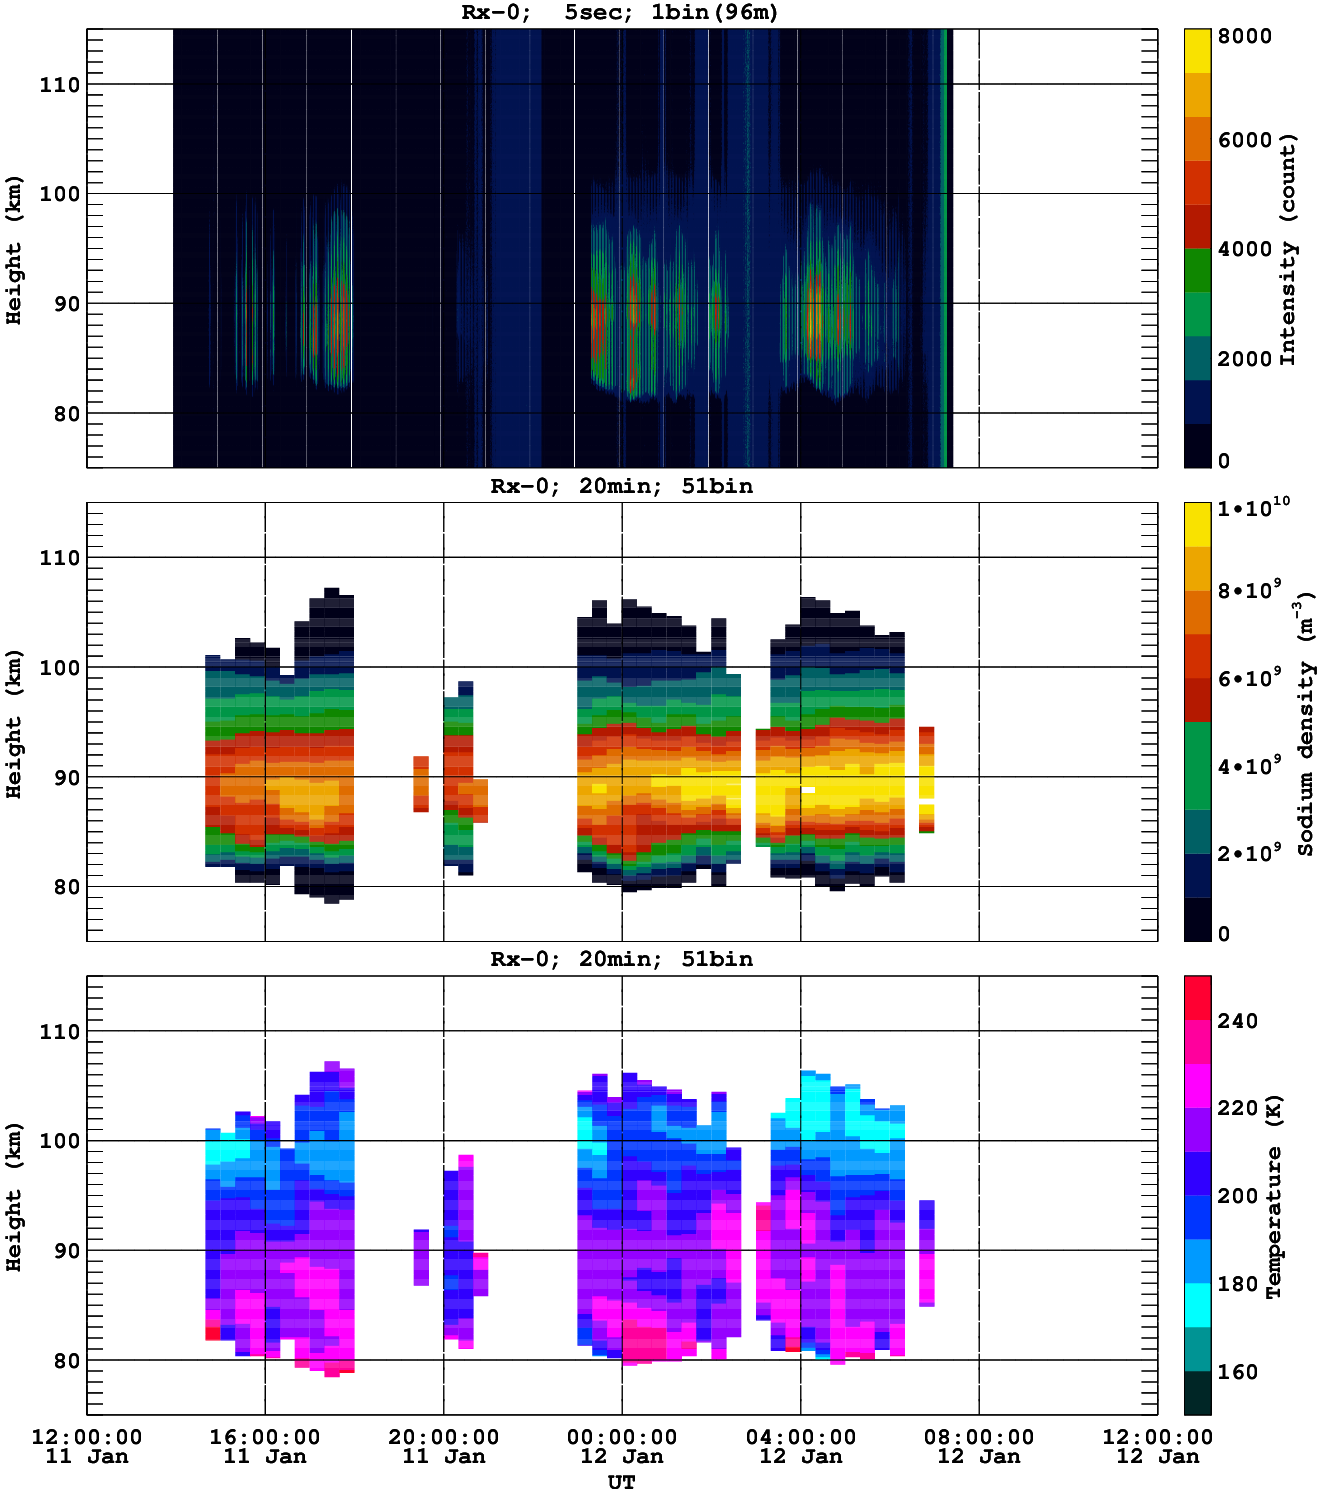 Rx-0;  5sec; 1bin(96m)
110
100
90
80
Height (km)
8000
6000
4000
2000
0
Intensity (count)
Rx-0; 20min; 51bin
110
100
90
80
Height (km)
1•10¹⁰
8•10⁹
6•10⁹
4•10⁹
2•10⁹
0
Sodium density (m⁻³)
Rx-0; 20min; 51bin
110
100
90
80
Height (km)
240
220
200
180
160
Temperature (K)
12:00:00 16:00:00 20:00:00 00:00:00 04:00:00 08:00:00 12:00:00
11 Jan 11 Jan 11 Jan 12 Jan 12 Jan 12 Jan 12 Jan
UT